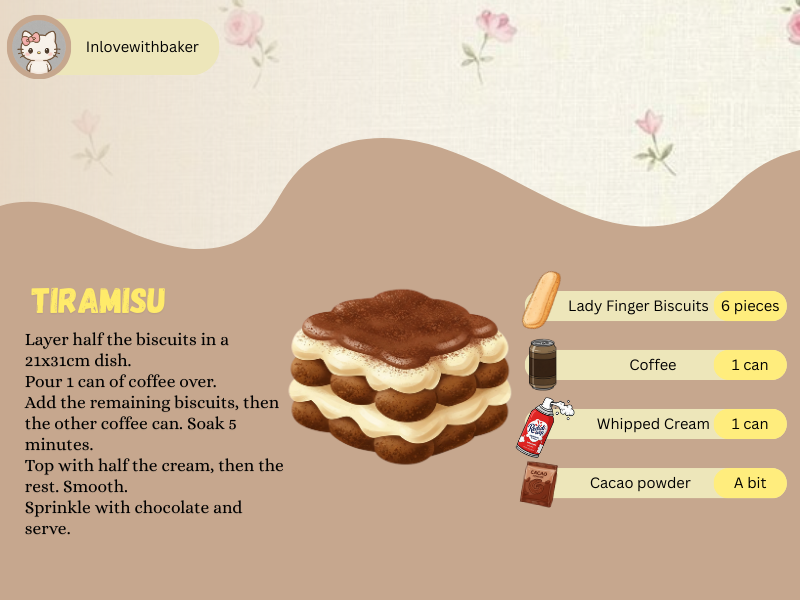 Inlovewithbaker
TIRAMISU
Layer half the biscuits in a
21x31cm dish.
Pour 1 can of coffee over.
Add the remaining biscuits, then
the other coffee can. Soak 5
minutes.
Top with half the cream, then the
rest. Smooth.
Sprinkle with chocolate and
serve.
Lady Finger Biscuits 6 pieces
Coffee 1 can
Whipped Cream 1 can
Cacao powder A bit
CACAO